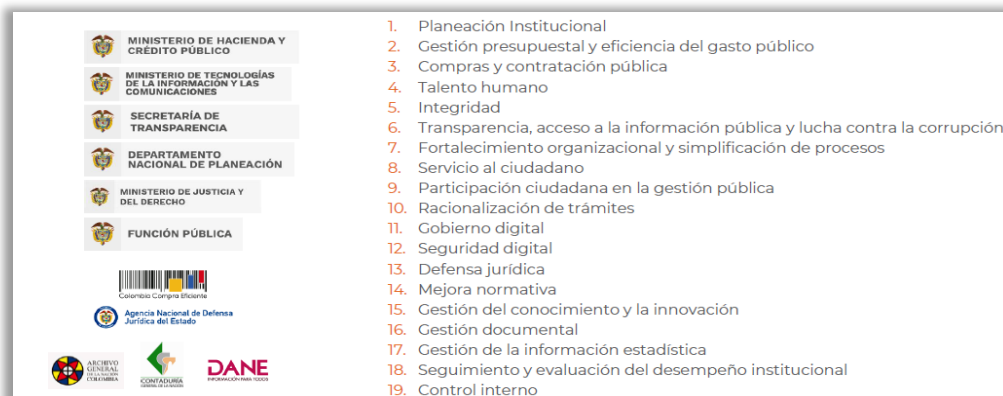 MINISTERIO DE HACIENDA Y
CRÉDITO PÚBLICO
MINISTERIO DE TECNOLOGÍAS
DE LA INFORMACIÓN Y LAS
COMUNICACIONES
SECRETARÍA DE
TRANSPARENCIA
DEPARTAMENTO
NACIONAL DE PLANEACIÓN
MINISTERIO DE JUSTICIA Y
DEL DERECHO
FUNCIÓN PÚBLICA
Colombia Compra Eficiente
Agencia Nacional de Defensa
Jurídica del Estado
ARCHIVO
GENERAL
DE LA NACIÓN
COLOMBIA
CONTADURÍA
GENERAL DE LA NACIÓN
DANE
INFORMACIÓN PARA TODOS
1. Planeación Institucional
2. Gestión presupuestal y eficiencia del gasto público
3. Compras y contratación pública
4. Talento humano
5. Integridad
6. Transparencia, acceso a la información pública y lucha contra la corrupción
7. Fortalecimiento organizacional y simplificación de procesos
8. Servicio al ciudadano
9. Participación ciudadana en la gestión pública
10. Racionalización de trámites
11. Gobierno digital
12. Seguridad digital
13. Defensa jurídica
14. Mejora normativa
15. Gestión del conocimiento y la innovación
16. Gestión documental
17. Gestión de la información estadística
18. Seguimiento y evaluación del desempeño institucional
19. Control interno